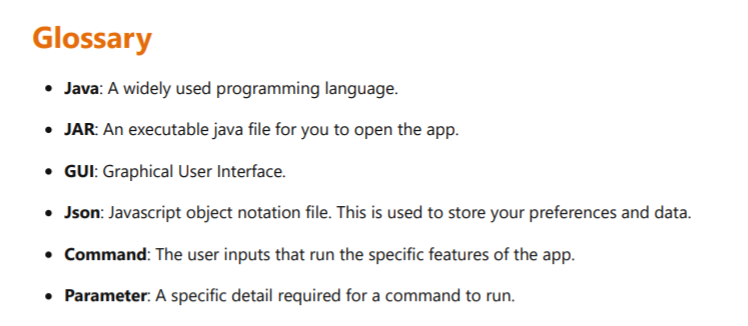 Glossary
• Java: A widely used programming language.
• JAR: An executable java file for you to open the app.
• GUI: Graphical User Interface.
• Json: Javascript object notation file. This is used to store your preferences and data.
• Command: The user inputs that run the specific features of the app.
• Parameter: A specific detail required for a command to run.